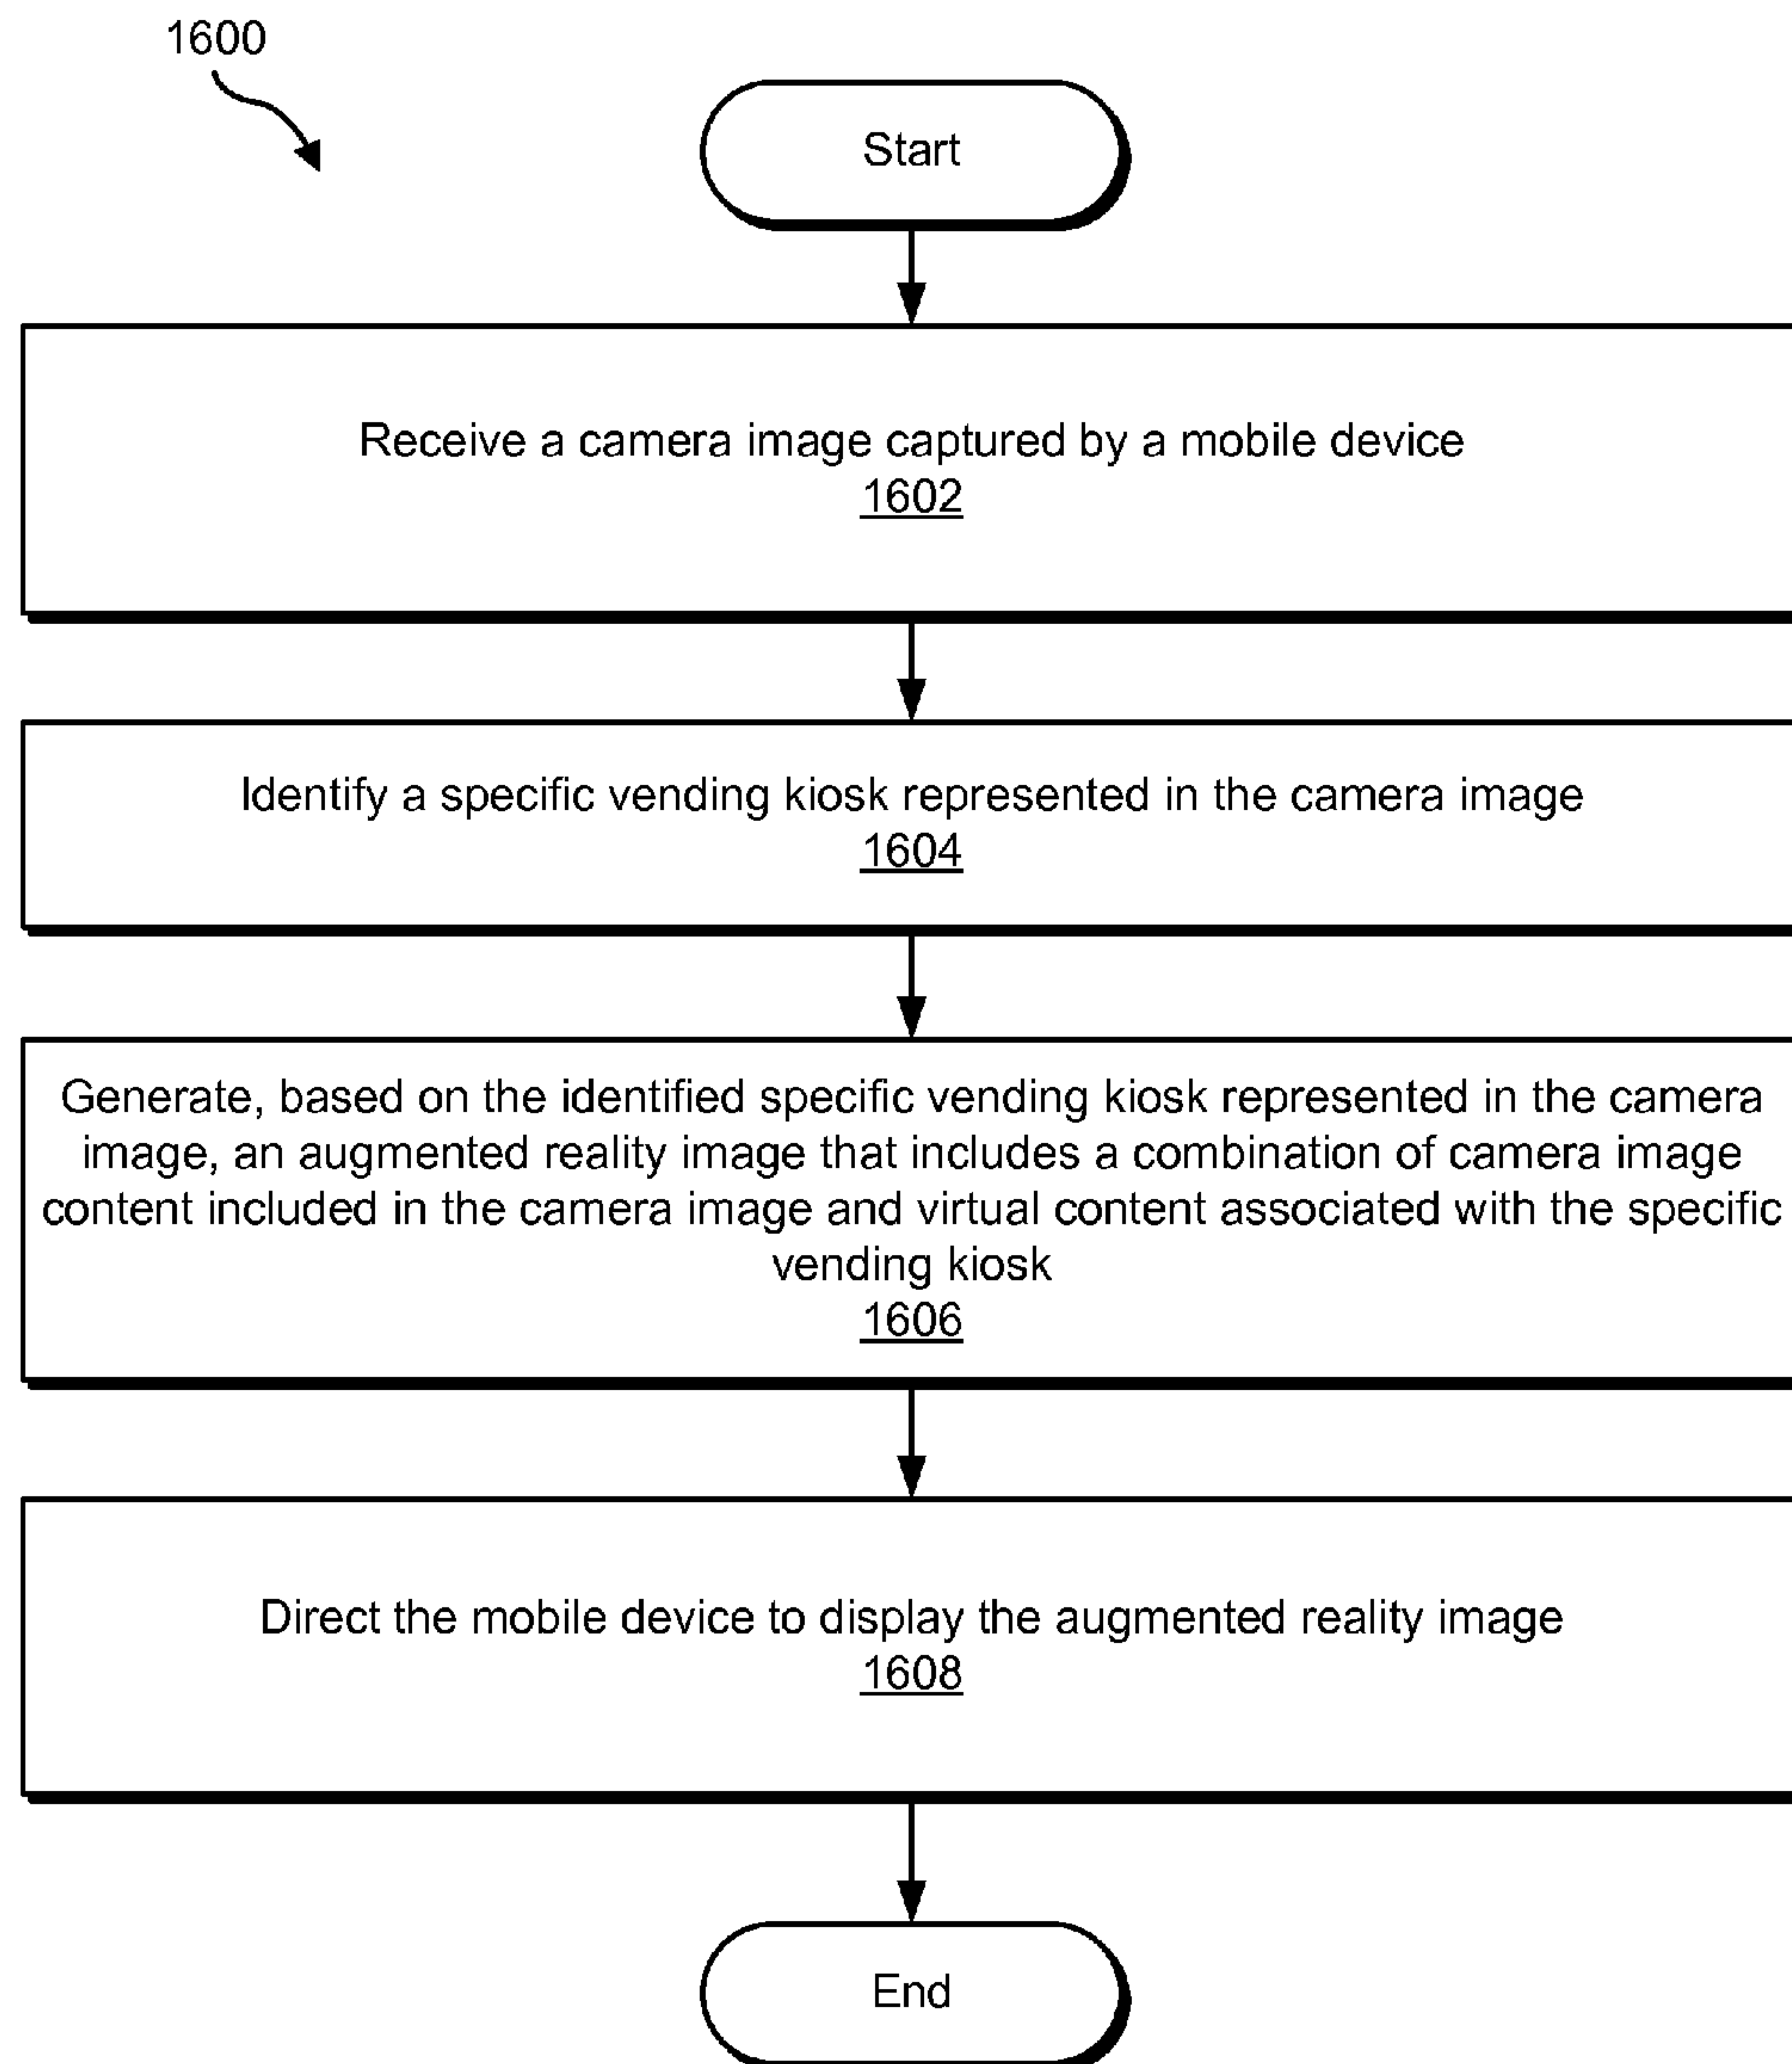 1600
Start
Receive a camera image captured by a mobile device
1602
Identify a specific vending kiosk represented in the camera image
1604
Generate, based on the identified specific vending kiosk represented in the camera
image, an augmented reality image that includes a combination of camera image
content included in the camera image and virtual content associated with the specific
vending kiosk
1606
Direct the mobile device to display the augmented reality image
1608
End